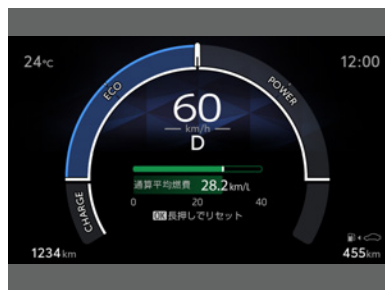 24℃
12:00
ECO
POWER
60
km/h
D
CHARGE
通算平均燃費 28.2km/L
0 20 40
OK長押しでリセット
1234km
455km